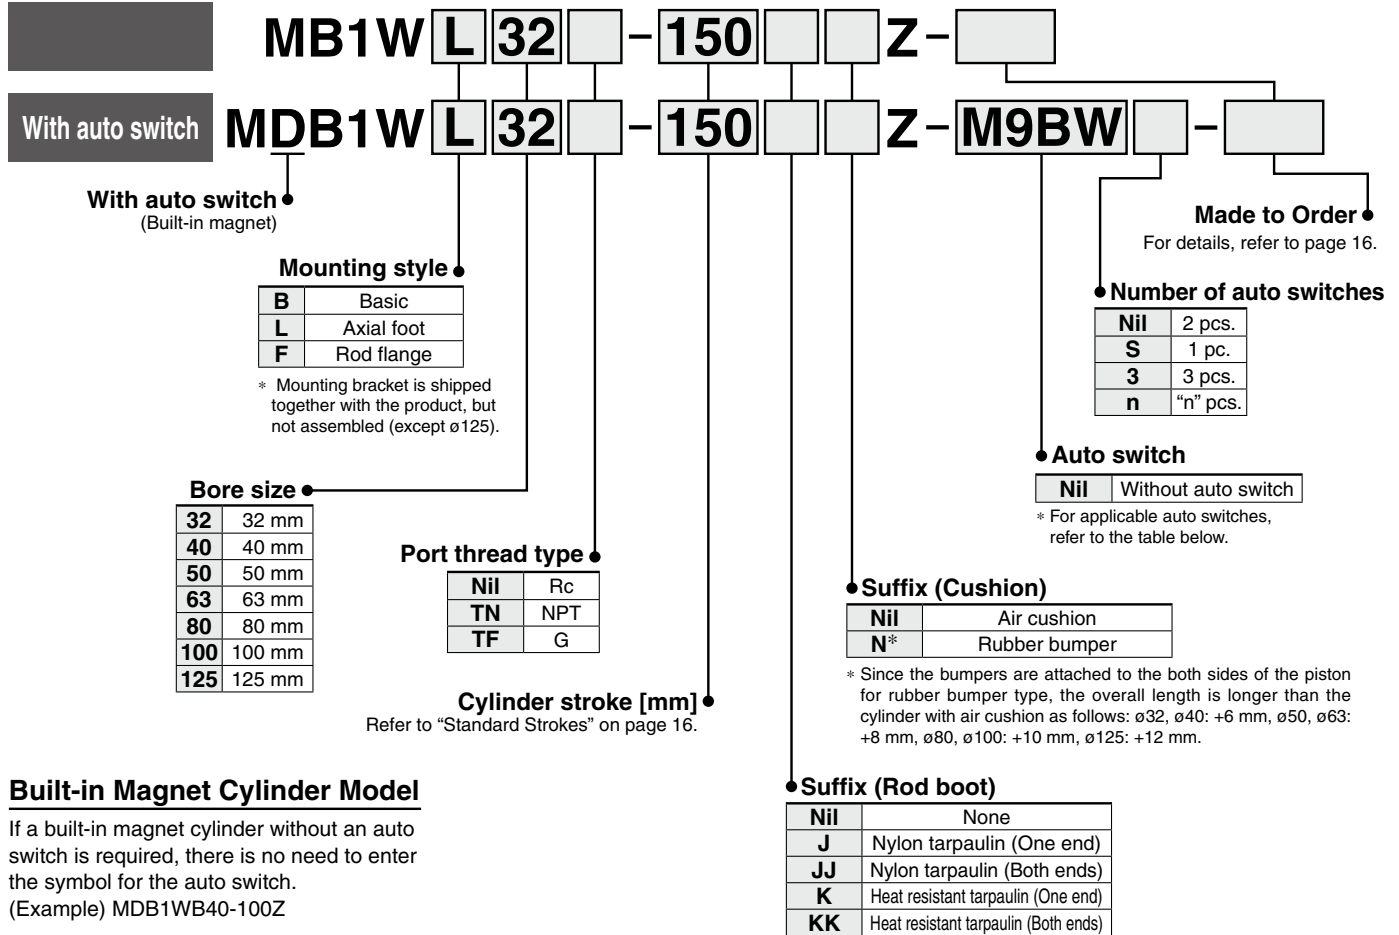 MB1W L 32 – 150 Z –
With auto switch MDB1W L 32 – 150 Z – M9BW –
With auto switch
(Built-in magnet)
Mounting style
B Basic
L Axial foot
F Rod flange
* Mounting bracket is shipped
together with the product, but
not assembled (except ø125).
Bore size
32 32 mm
40 40 mm
50 50 mm
63 63 mm
80 80 mm
100 100 mm
125 125 mm
Port thread type
Nil Rc
TN NPT
TF G
Cylinder stroke [mm]
Refer to “Standard Strokes” on page 16.
Made to Order
For details, refer to page 16.
Number of auto switches
Nil 2 pcs.
S 1 pc.
3 3 pcs.
n “n” pcs.
Auto switch
Nil Without auto switch
* For applicable auto switches,
refer to the table below.
Suffix (Cushion)
Nil Air cushion
N* Rubber bumper
* Since the bumpers are attached to the both sides of the piston
for rubber bumper type, the overall length is longer than the
cylinder with air cushion as follows: ø32, ø40: +6 mm, ø50, ø63:
+8 mm, ø80, ø100: +10 mm, ø125: +12 mm.
Suffix (Rod boot)
Nil None
J Nylon tarpaulin (One end)
JJ Nylon tarpaulin (Both ends)
K Heat resistant tarpaulin (One end)
KK Heat resistant tarpaulin (Both ends)
Built-in Magnet Cylinder Model
If a built-in magnet cylinder without an auto
switch is required, there is no need to enter
the symbol for the auto switch.
(Example) MDB1WB40-100Z